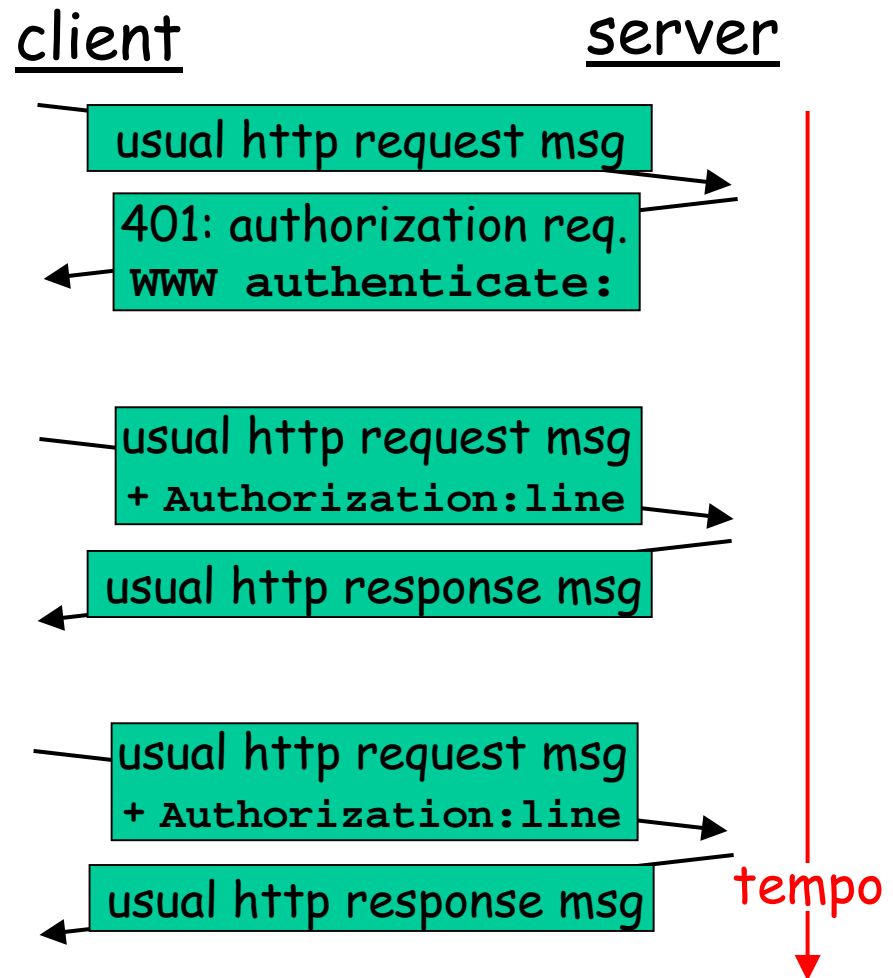 client
server
usual http request msg
401: authorization req.
WWW authenticate:
usual http request msg
+ Authorization:line
usual http response msg
usual http request msg
+ Authorization:line
usual http response msg
tempo